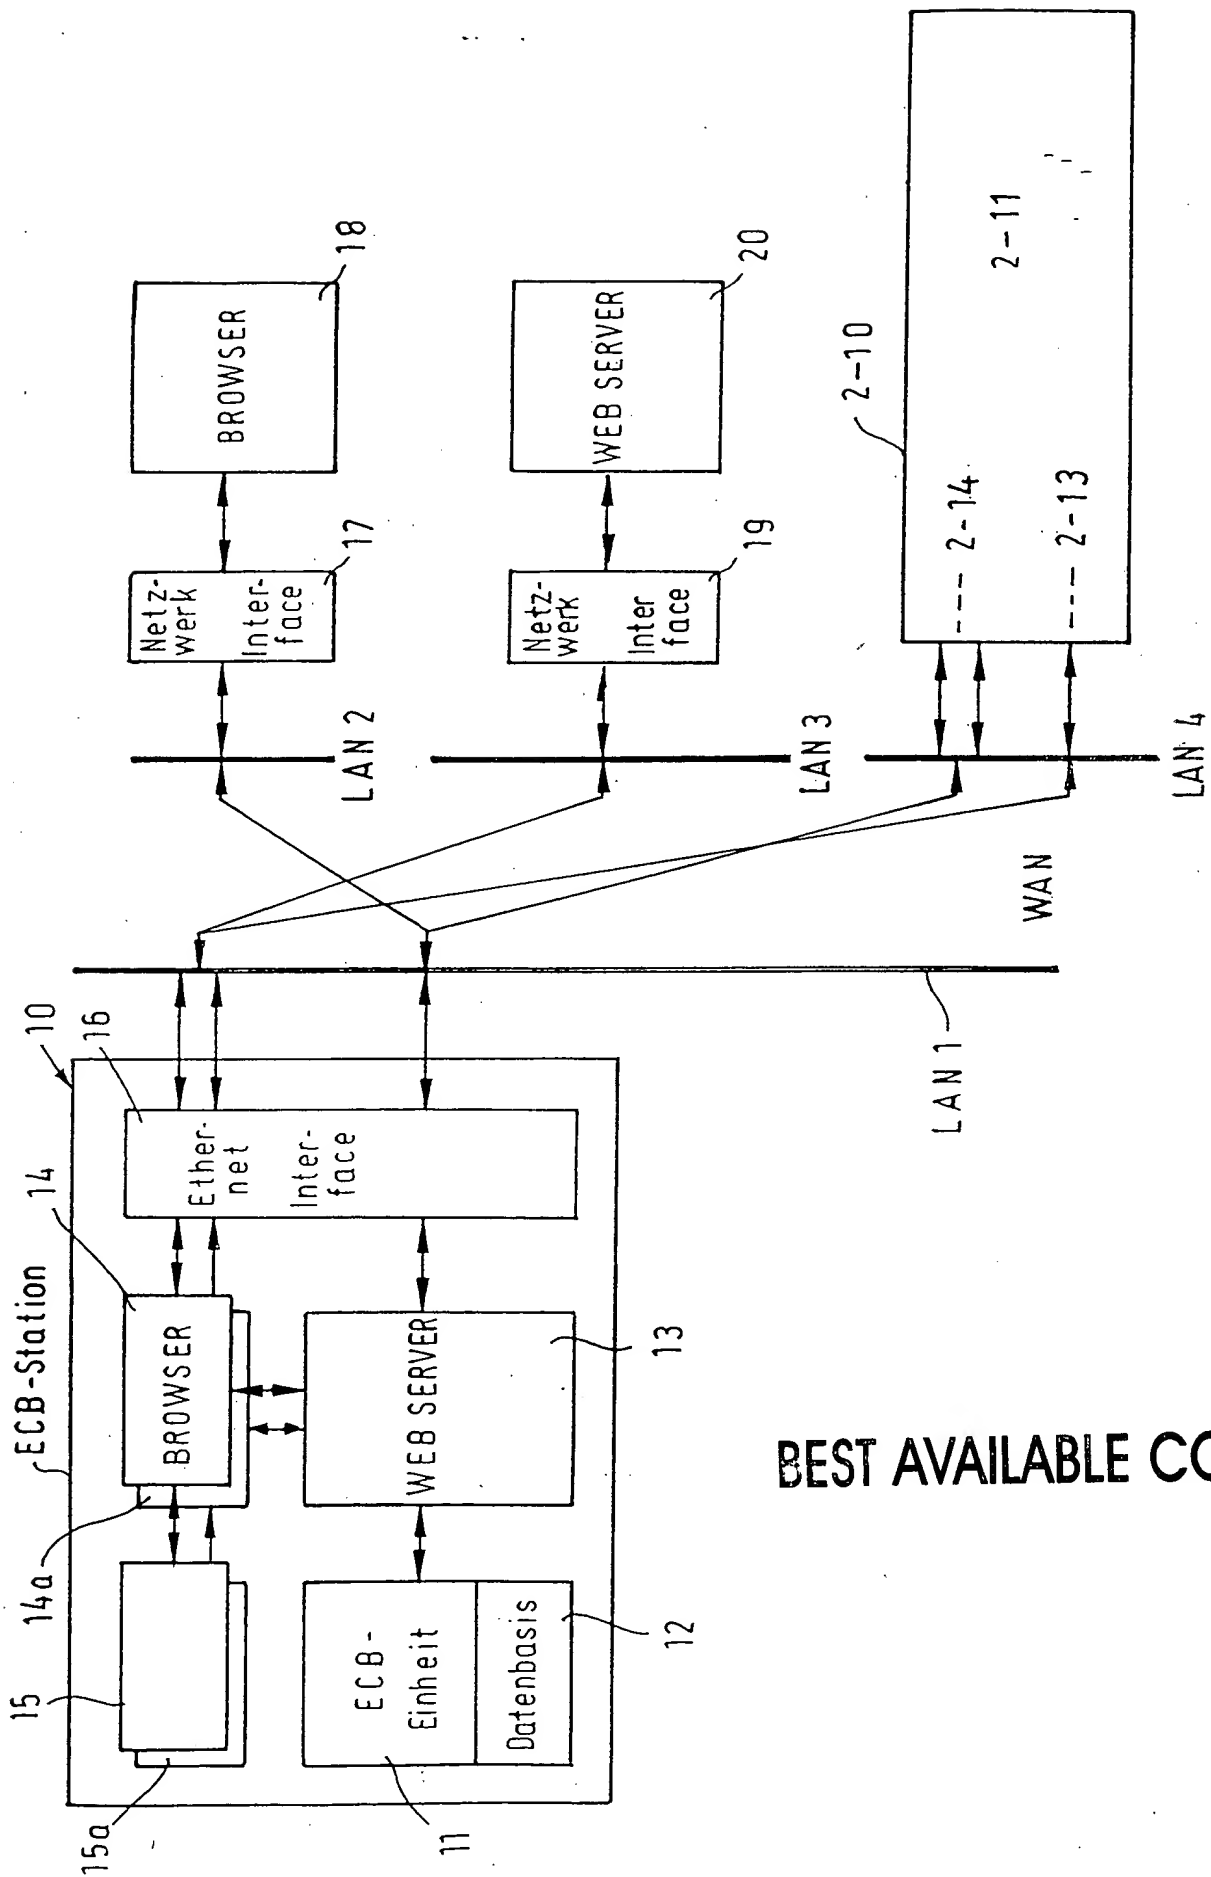 ECB-Station
10
14
16
14a
15
15a
BROWSER
Ether-
net
Inter-
face
WEB SERVER
13
ECB-
Einheit
Datenbasis
11
12
LAN 1
WAN
LAN 2
Netz-
werk
Inter-
face
17
BROWSER
18
LAN 3
Netz-
werk
Inter
face
19
WEB SERVER
20
LAN 4
2-10
2-14
2-13
2-11
BEST AVAILABLE